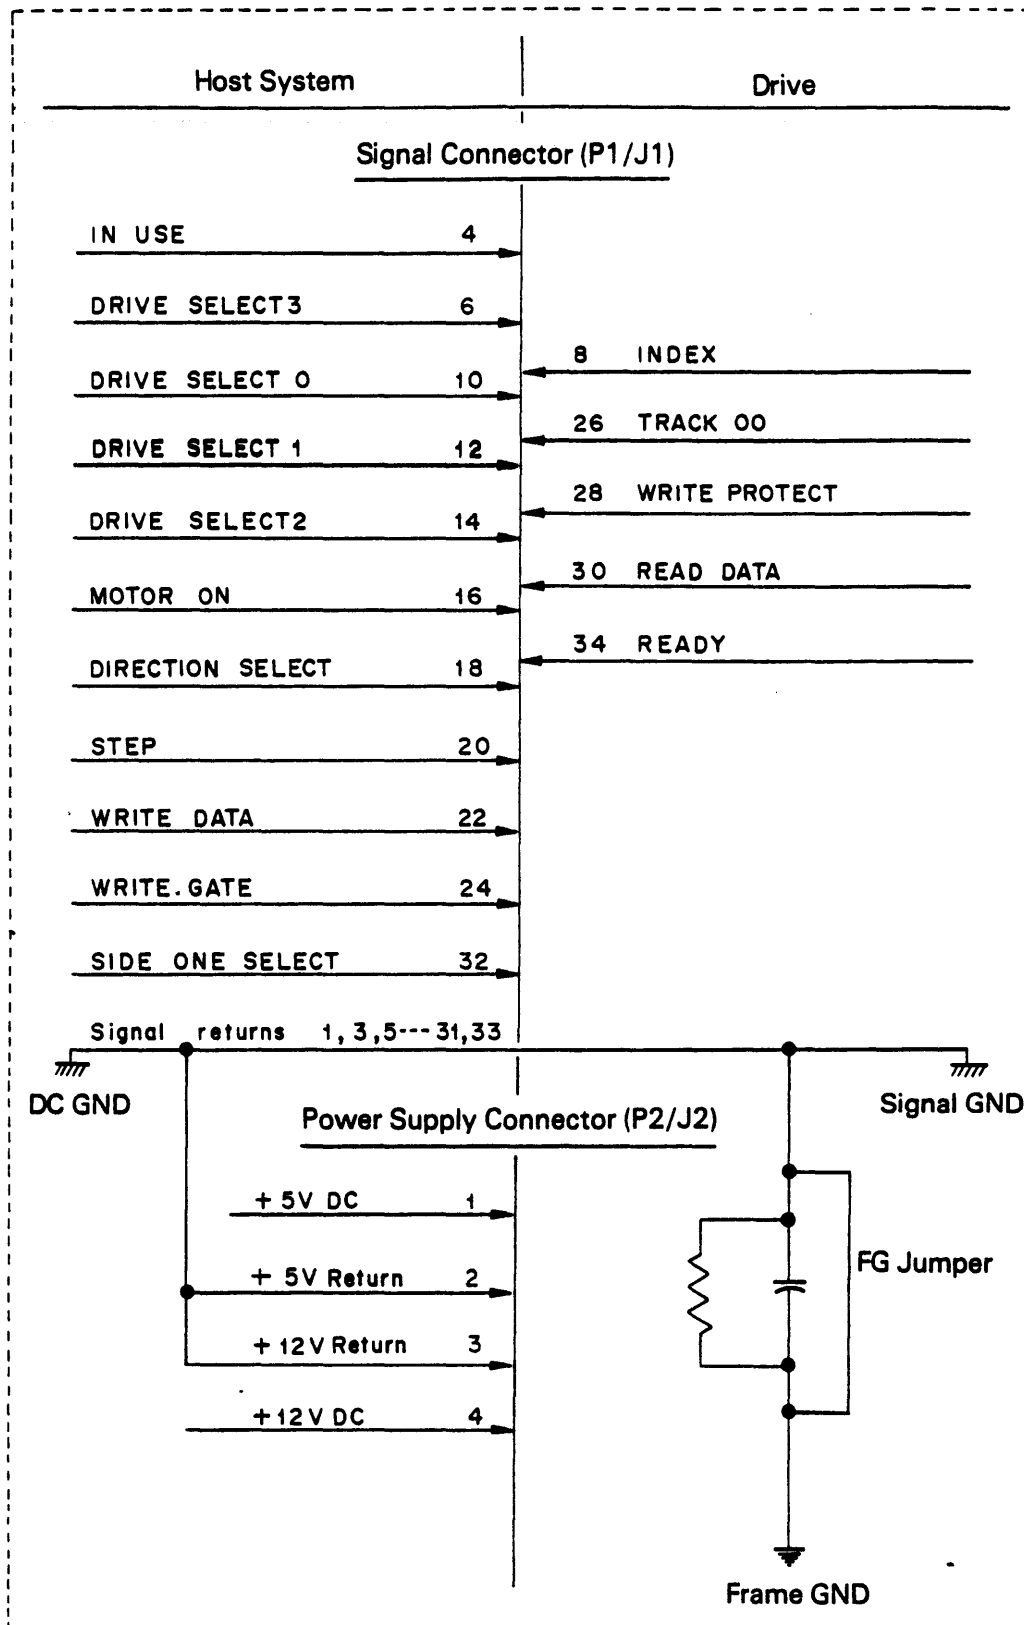 Host System Drive
Signal Connector (P1/J1)
IN USE 4
DRIVE SELECT3 6
8 INDEX
DRIVE SELECT 0 10
26 TRACK 00
DRIVE SELECT 1 12
28 WRITE PROTECT
DRIVE SELECT2 14
30 READ DATA
MOTOR ON 16
34 READY
DIRECTION SELECT 18
STEP 20
WRITE DATA 22
WRITE.GATE 24
SIDE ONE SELECT 32
Signal returns 1, 3, 5---31,33
DC GND Signal GND
Power Supply Connector (P2/J2)
+ 5V DC 1
+ 5V Return 2
FG Jumper
+ 12V Return 3
+ 12V DC 4
Frame GND